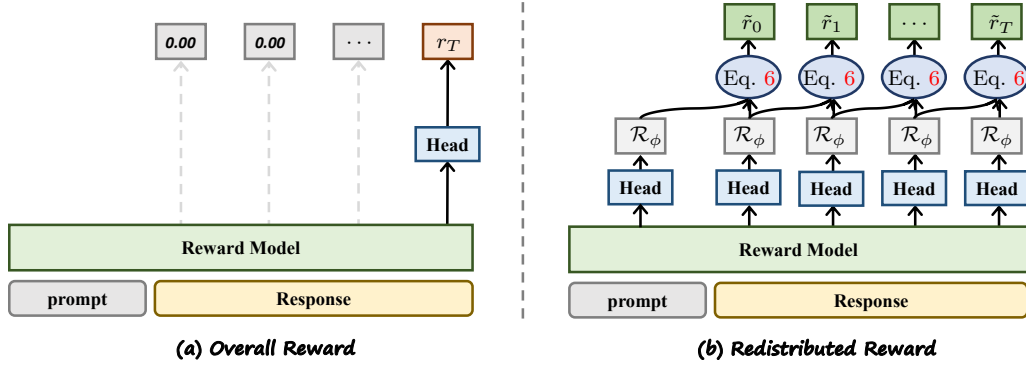 0.00 0.00 ··· r_T
Head
Reward Model
prompt Response
(a) Overall Reward
r̃_0 r̃_1 ··· r̃_T
Eq. 6 Eq. 6 Eq. 6 Eq. 6
ℛ_ϕ ℛ_ϕ ℛ_ϕ ℛ_ϕ ℛ_ϕ
Head Head Head Head Head
Reward Model
prompt Response
(b) Redistributed Reward